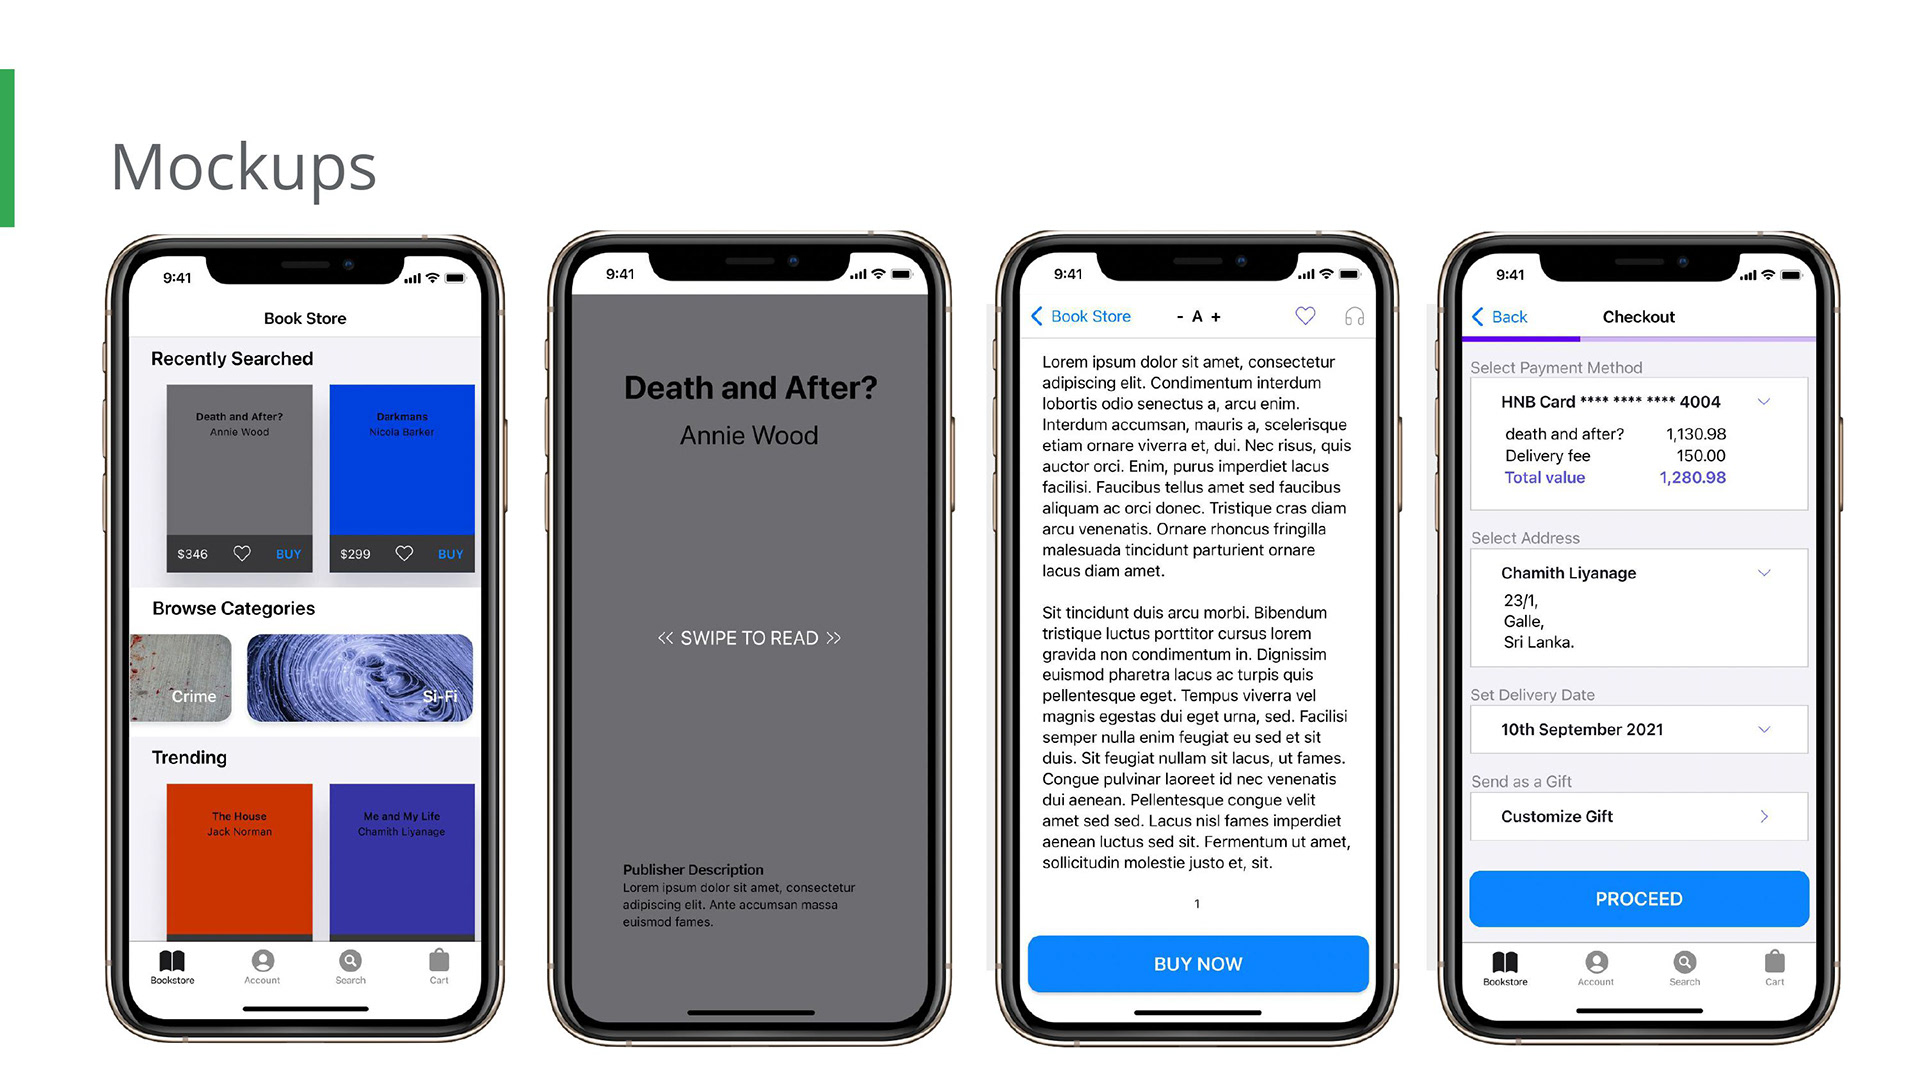 Mockups
9:41
Book Store
Recently Searched
Death and After?
Annie Wood
Darkmans
Nicola Barker
$346
BUY
$299
BUY
Browse Categories
Crime
Si-Fi
Trending
The House
Jack Norman
Me and My Life
Chamith Liyanage
Bookstore
Account
Search
Cart
9:41
Death and After?
Annie Wood
<< SWIPE TO READ >>
Publisher Description
Lorem ipsum dolor sit amet, consectetur
adipiscing elit. Ante accumsan massa
euismod fames.
9:41
Book Store
- A +
Lorem ipsum dolor sit amet, consectetur
adipiscing elit. Condimentum interdum
lobortis odio senectus a, arcu enim.
Interdum accumsan, mauris a, scelerisque
etiam ornare viverra et, dui. Nec risus, quis
auctor orci. Enim, purus imperdiet lacus
facilisi. Faucibus tellus amet sed faucibus
aliquam ac orci donec. Tristique cras diam
arcu venenatis. Ornare rhoncus fringilla
malesuada tincidunt parturient ornare
lacus diam amet.
Sit tincidunt duis arcu morbi. Bibendum
tristique luctus porttitor cursus lorem
gravida non condimentum in. Dignissim
euismod pharetra lacus ac turpis quis
pellentesque eget. Tempus viverra vel
magnis egestas dui eget urna, sed. Facilisi
semper nulla enim feugiat eu sed et sit
duis. Sit feugiat nullam sit lacus, ut fames.
Congue pulvinar laoreet id nec venenatis
dui aenean. Pellentesque congue velit
amet sed sed. Lacus nisl fames imperdiet
aenean luctus sed sit. Fermentum ut amet,
sollicitudin molestie justo et, sit.
1
BUY NOW
9:41
Back
Checkout
Select Payment Method
HNB Card **** **** **** 4004
death and after? 1,130.98
Delivery fee 150.00
Total value 1,280.98
Select Address
Chamith Liyanage
23/1,
Galle,
Sri Lanka.
Set Delivery Date
10th September 2021
Send as a Gift
Customize Gift
PROCEED
Bookstore
Account
Search
Cart